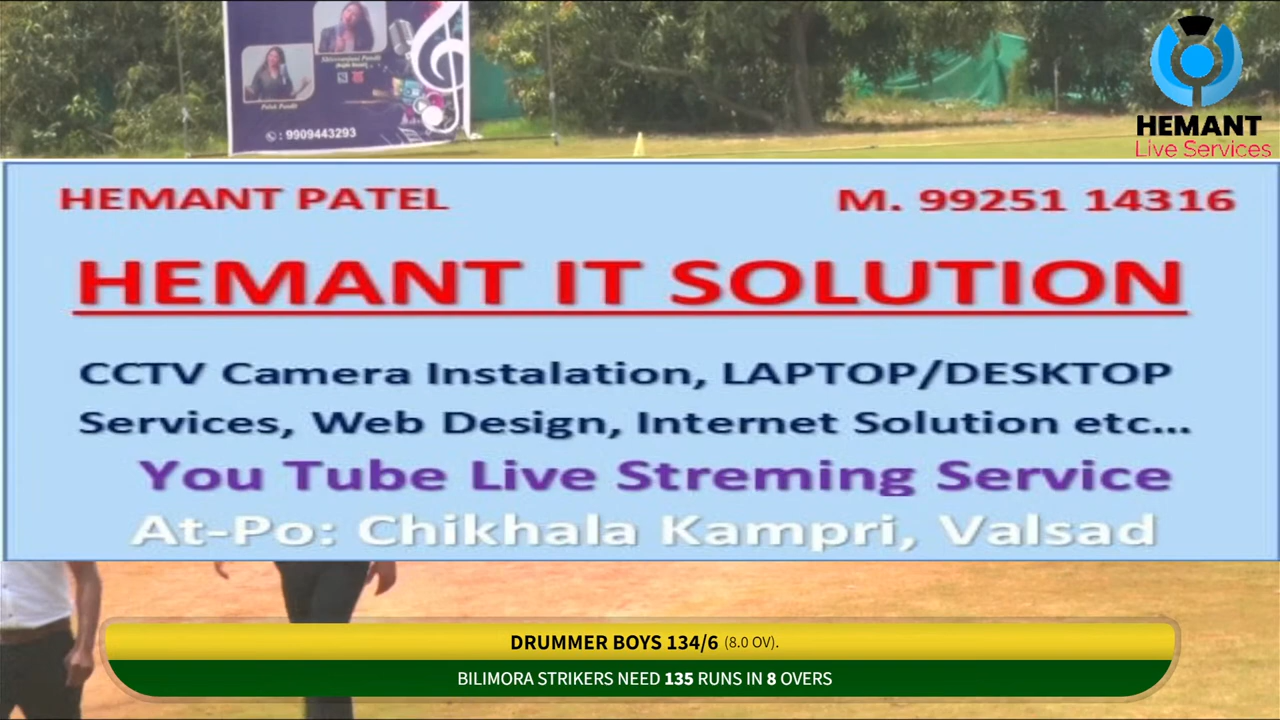 Palak Pandit
: 9909443293
HEMANT
Live Services
HEMANT PATEL
M. 99251 14316
HEMANT IT SOLUTION
CCTV Camera Instalation, LAPTOP/DESKTOP
Services, Web Design, Internet Solution etc...
You Tube Live Streming Service
At-Po: Chikhala Kampri, Valsad
DRUMMER BOYS 134/6 (8.0 OV).
BILIMORA STRIKERS NEED 135 RUNS IN 8 OVERS